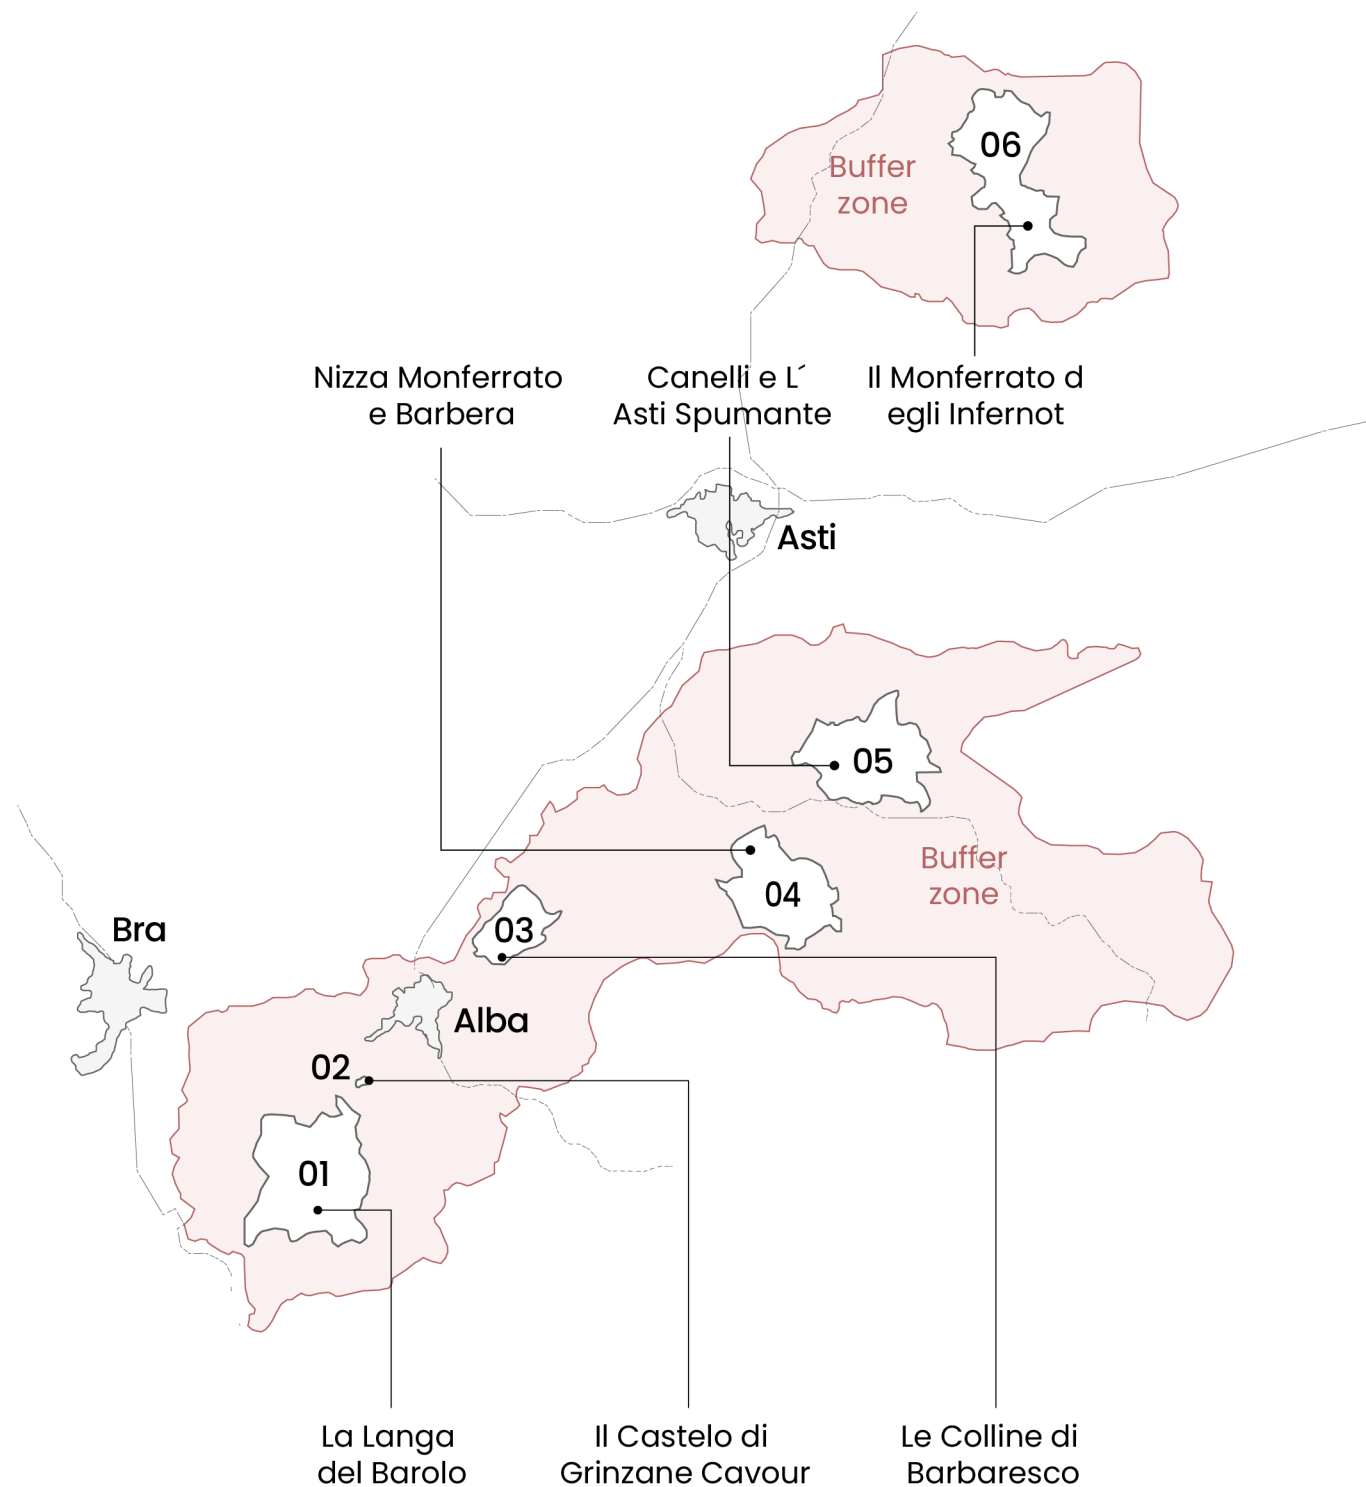 06
Buffer
zone
Nizza Monferrato
e Barbera
Canelli e L´
Asti Spumante
Il Monferrato d
egli Infernot
Asti
05
Buffer
zone
04
03
Bra
Alba
02
01
La Langa
del Barolo
Il Castelo di
Grinzane Cavour
Le Colline di
Barbaresco